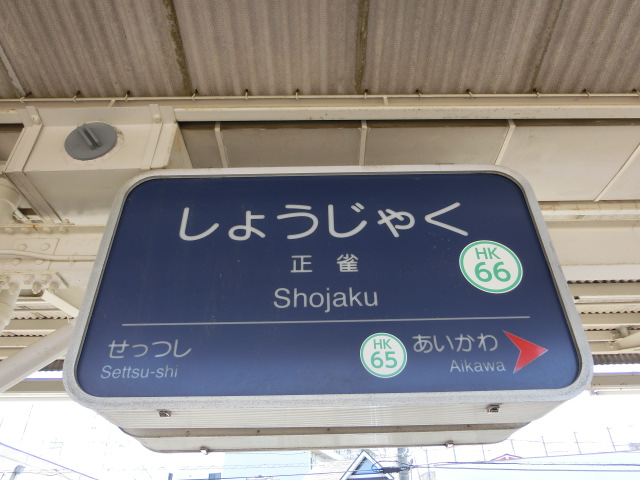 しょうじゃく
正雀
HK
66
Shojaku
せっつし
Settsu-shi
HK
65
あいかわ
Aikawa